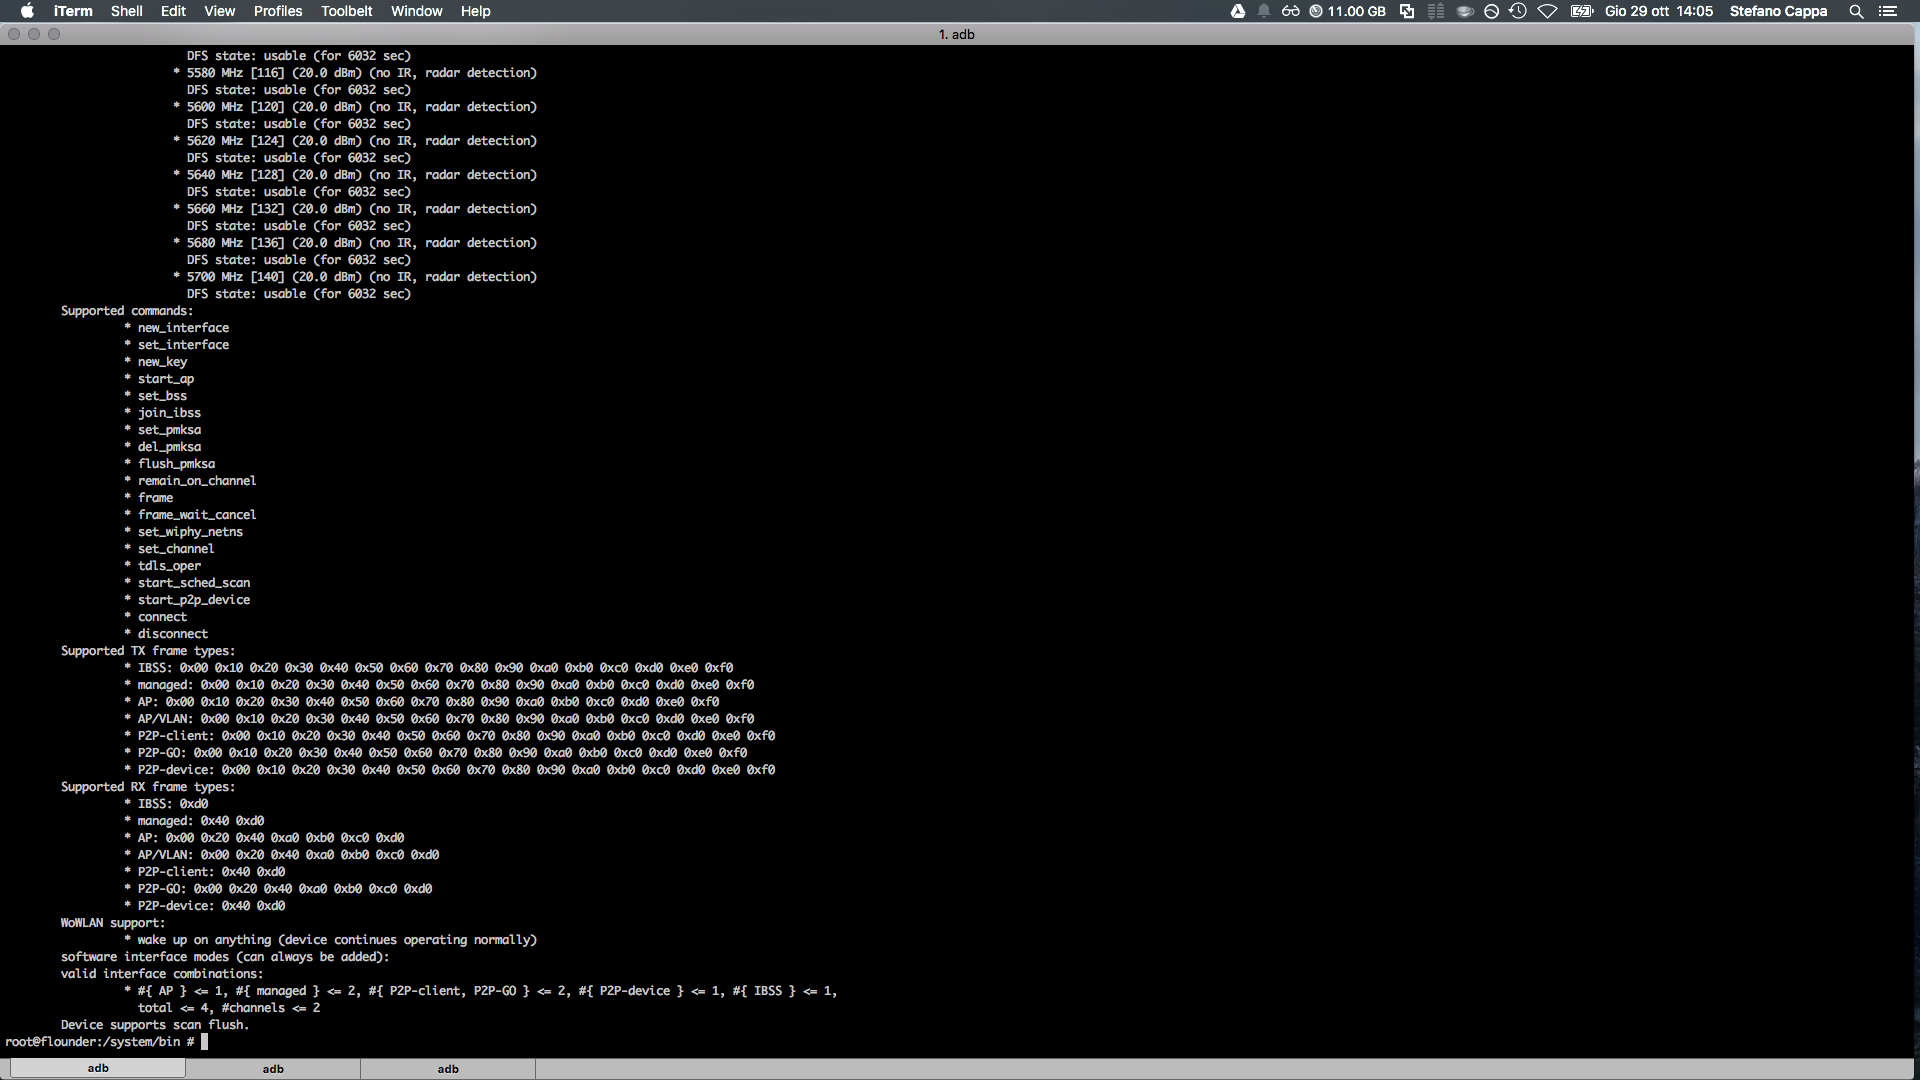 iTerm Shell Edit View Profiles Toolbelt Window Help 11.00 GB Gio 29 ott 14:05 Stefano Cappa
1. adb
DFS state: usable (for 6032 sec)
* 5580 MHz [116] (20.0 dBm) (no IR, radar detection)
DFS state: usable (for 6032 sec)
* 5600 MHz [120] (20.0 dBm) (no IR, radar detection)
DFS state: usable (for 6032 sec)
* 5620 MHz [124] (20.0 dBm) (no IR, radar detection)
DFS state: usable (for 6032 sec)
* 5640 MHz [128] (20.0 dBm) (no IR, radar detection)
DFS state: usable (for 6032 sec)
* 5660 MHz [132] (20.0 dBm) (no IR, radar detection)
DFS state: usable (for 6032 sec)
* 5680 MHz [136] (20.0 dBm) (no IR, radar detection)
DFS state: usable (for 6032 sec)
* 5700 MHz [140] (20.0 dBm) (no IR, radar detection)
DFS state: usable (for 6032 sec)
Supported commands:
* new_interface
* set_interface
* new_key
* start_ap
* set_bss
* join_ibss
* set_pmksa
* del_pmksa
* flush_pmksa
* remain_on_channel
* frame
* frame_wait_cancel
* set_wiphy_netns
* set_channel
* tdls_oper
* start_sched_scan
* start_p2p_device
* connect
* disconnect
Supported TX frame types:
* IBSS: 0x00 0x10 0x20 0x30 0x40 0x50 0x60 0x70 0x80 0x90 0xa0 0xb0 0xc0 0xd0 0xe0 0xf0
* managed: 0x00 0x10 0x20 0x30 0x40 0x50 0x60 0x70 0x80 0x90 0xa0 0xb0 0xc0 0xd0 0xe0 0xf0
* AP: 0x00 0x10 0x20 0x30 0x40 0x50 0x60 0x70 0x80 0x90 0xa0 0xb0 0xc0 0xd0 0xe0 0xf0
* AP/VLAN: 0x00 0x10 0x20 0x30 0x40 0x50 0x60 0x70 0x80 0x90 0xa0 0xb0 0xc0 0xd0 0xe0 0xf0
* P2P-client: 0x00 0x10 0x20 0x30 0x40 0x50 0x60 0x70 0x80 0x90 0xa0 0xb0 0xc0 0xd0 0xe0 0xf0
* P2P-GO: 0x00 0x10 0x20 0x30 0x40 0x50 0x60 0x70 0x80 0x90 0xa0 0xb0 0xc0 0xd0 0xe0 0xf0
* P2P-device: 0x00 0x10 0x20 0x30 0x40 0x50 0x60 0x70 0x80 0x90 0xa0 0xb0 0xc0 0xd0 0xe0 0xf0
Supported RX frame types:
* IBSS: 0xd0
* managed: 0x40 0xd0
* AP: 0x00 0x20 0x40 0xa0 0xb0 0xc0 0xd0
* AP/VLAN: 0x00 0x20 0x40 0xa0 0xb0 0xc0 0xd0
* P2P-client: 0x40 0xd0
* P2P-GO: 0x00 0x20 0x40 0xa0 0xb0 0xc0 0xd0
* P2P-device: 0x40 0xd0
WoWLAN support:
* wake up on anything (device continues operating normally)
software interface modes (can always be added):
valid interface combinations:
* #{ AP } <= 1, #{ managed } <= 2, #{ P2P-client, P2P-GO } <= 2, #{ P2P-device } <= 1, #{ IBSS } <= 1,
total <= 4, #channels <= 2
Device supports scan flush.
root@flounder:/system/bin #
adb adb adb